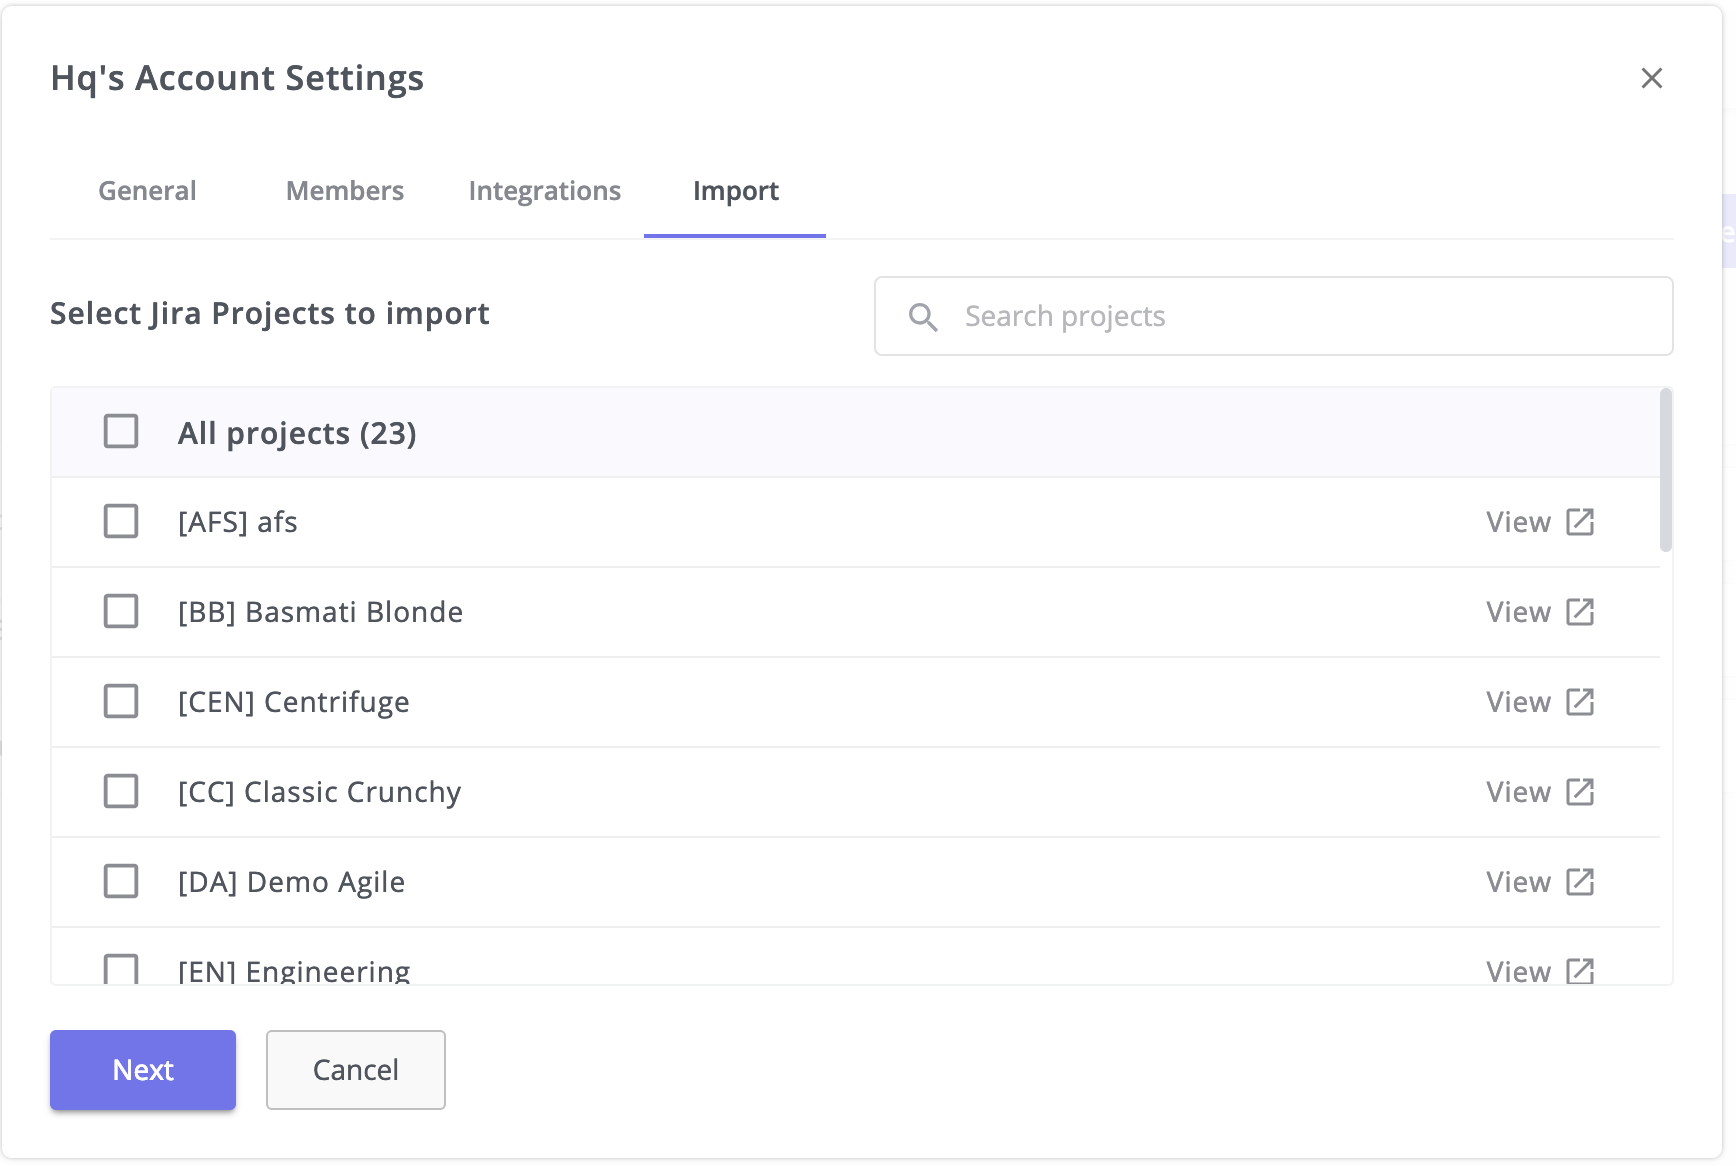 Hq's Account Settings
General Members Integrations Import
Select Jira Projects to import
Search projects
All projects (23)
[AFS] afs View
[BB] Basmati Blonde View
[CEN] Centrifuge View
[CC] Classic Crunchy View
[DA] Demo Agile View
[EN] Engineering View
Next Cancel